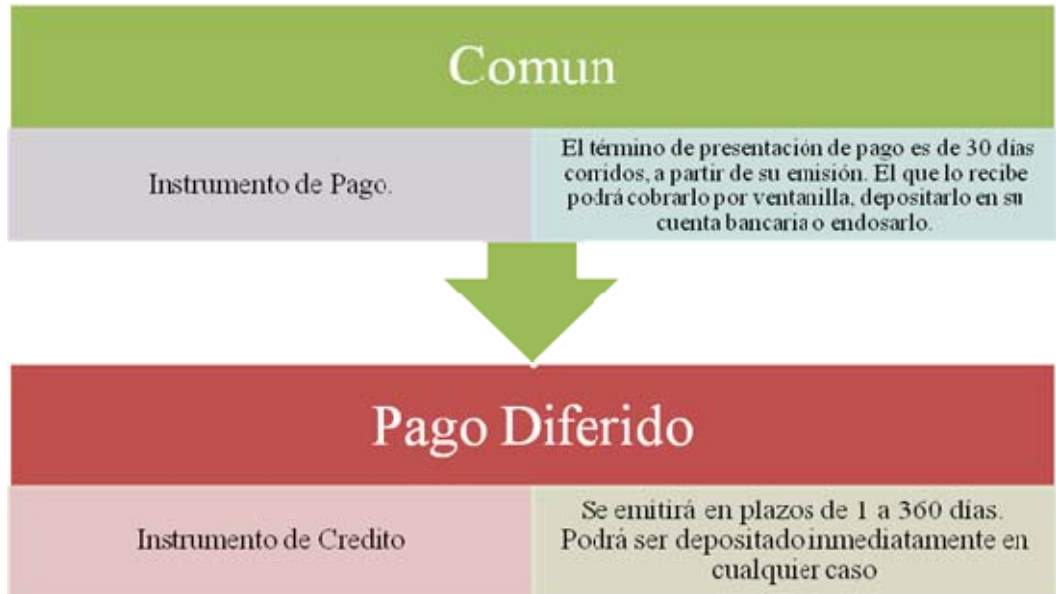 Comun
Instrumento de Pago.
El término de presentación de pago es de 30 días
corridos, a partir de su emisión. El que lo recibe
podrá cobrarlo por ventanilla, depositarlo en su
cuenta bancaria o endosarlo.
Pago Diferido
Instrumento de Credito
Se emitirá en plazos de 1 a 360 días.
Podrá ser depositado inmediatamente en
cualquier caso